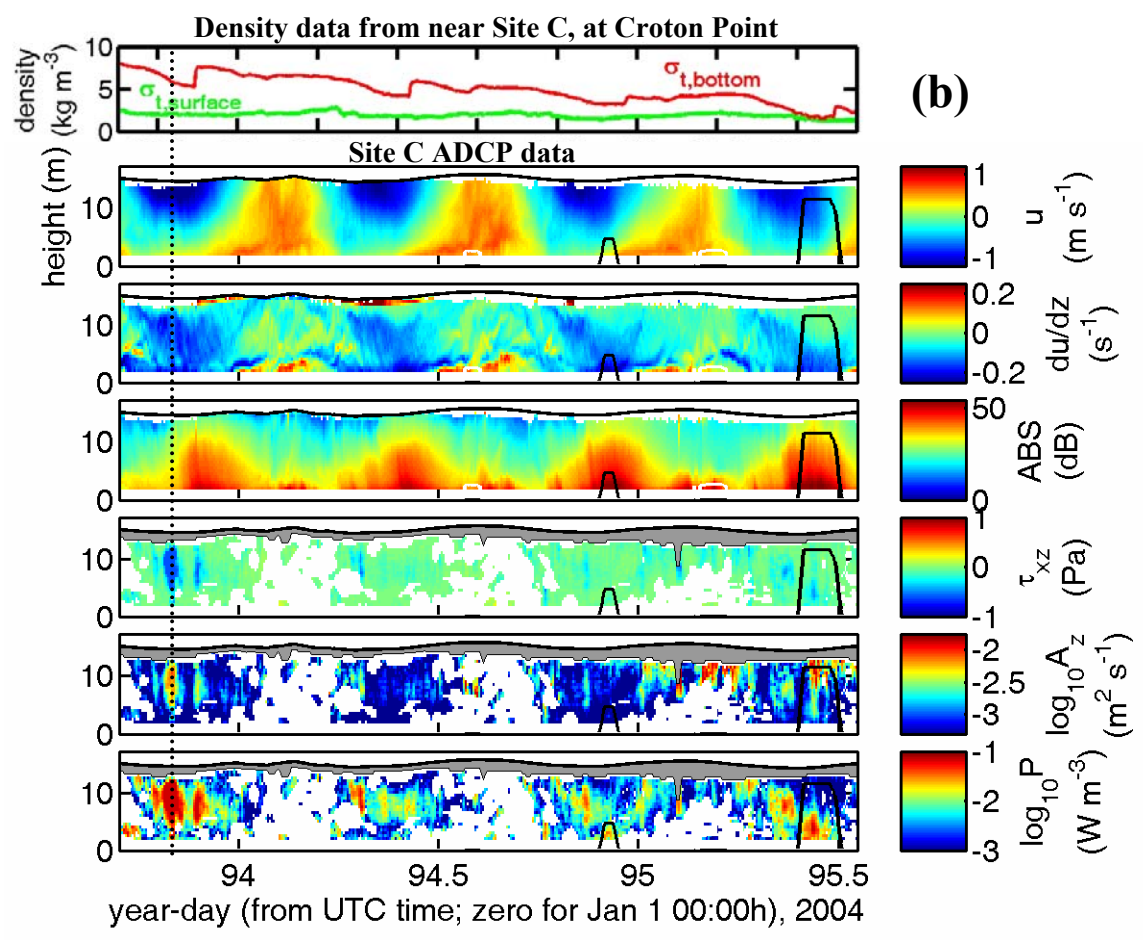 Density data from near Site C, at Croton Point
density
(kg m⁻³)
10
5
0
σt,bottom
σt,surface
(b)
Site C ADCP data
height (m)
10
0
1
0
-1
u
(m s⁻¹)
10
0
0.2
0
-0.2
du/dz
(s⁻¹)
10
0
50
0
ABS
(dB)
10
0
1
0
-1
τxz
(Pa)
10
0
-2
-2.5
-3
log10Az
(m² s⁻¹)
10
0
-1
-2
-3
log10P
(W m⁻³)
94
94.5
95
95.5
year-day (from UTC time; zero for Jan 1 00:00h), 2004